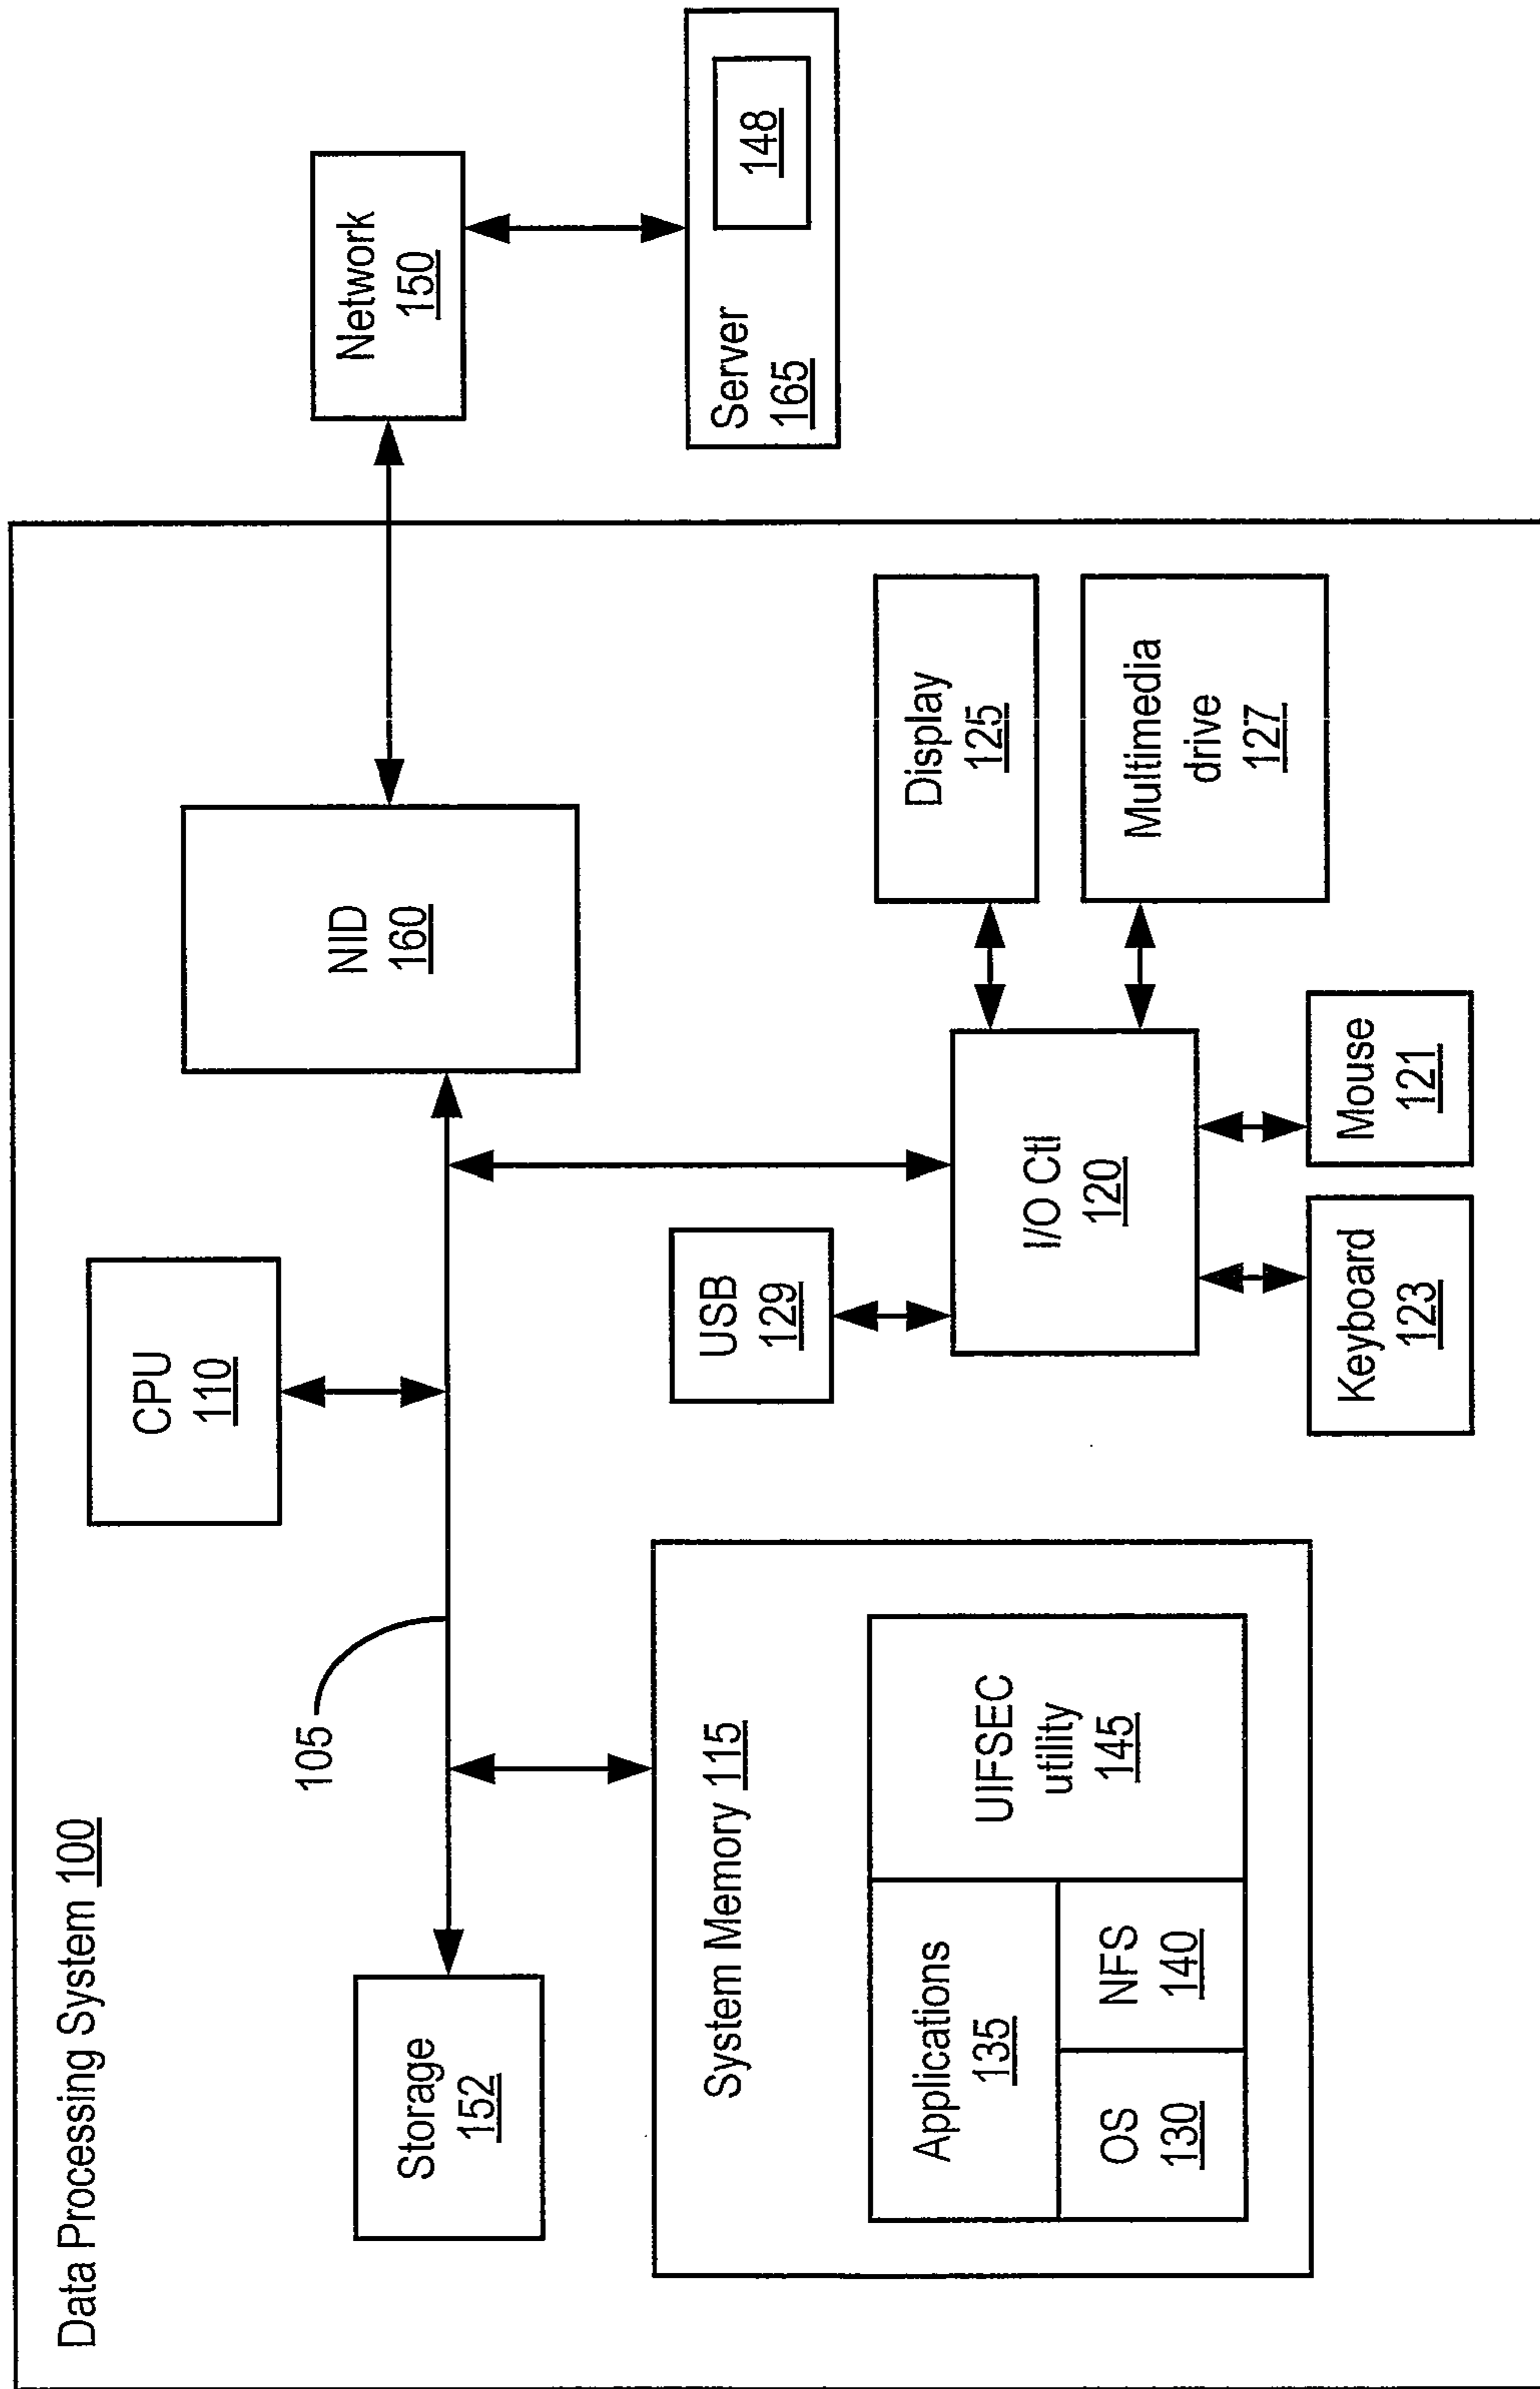 Data Processing System 100
CPU
110
Storage
152
105
NID
160
Network
150
Server
165
148
System Memory 115
Applications
135
OS
130
NFS
140
UIFSEC
utility
145
USB
129
I/O Ctl
120
Display
125
Multimedia
drive
127
Keyboard
123
Mouse
121